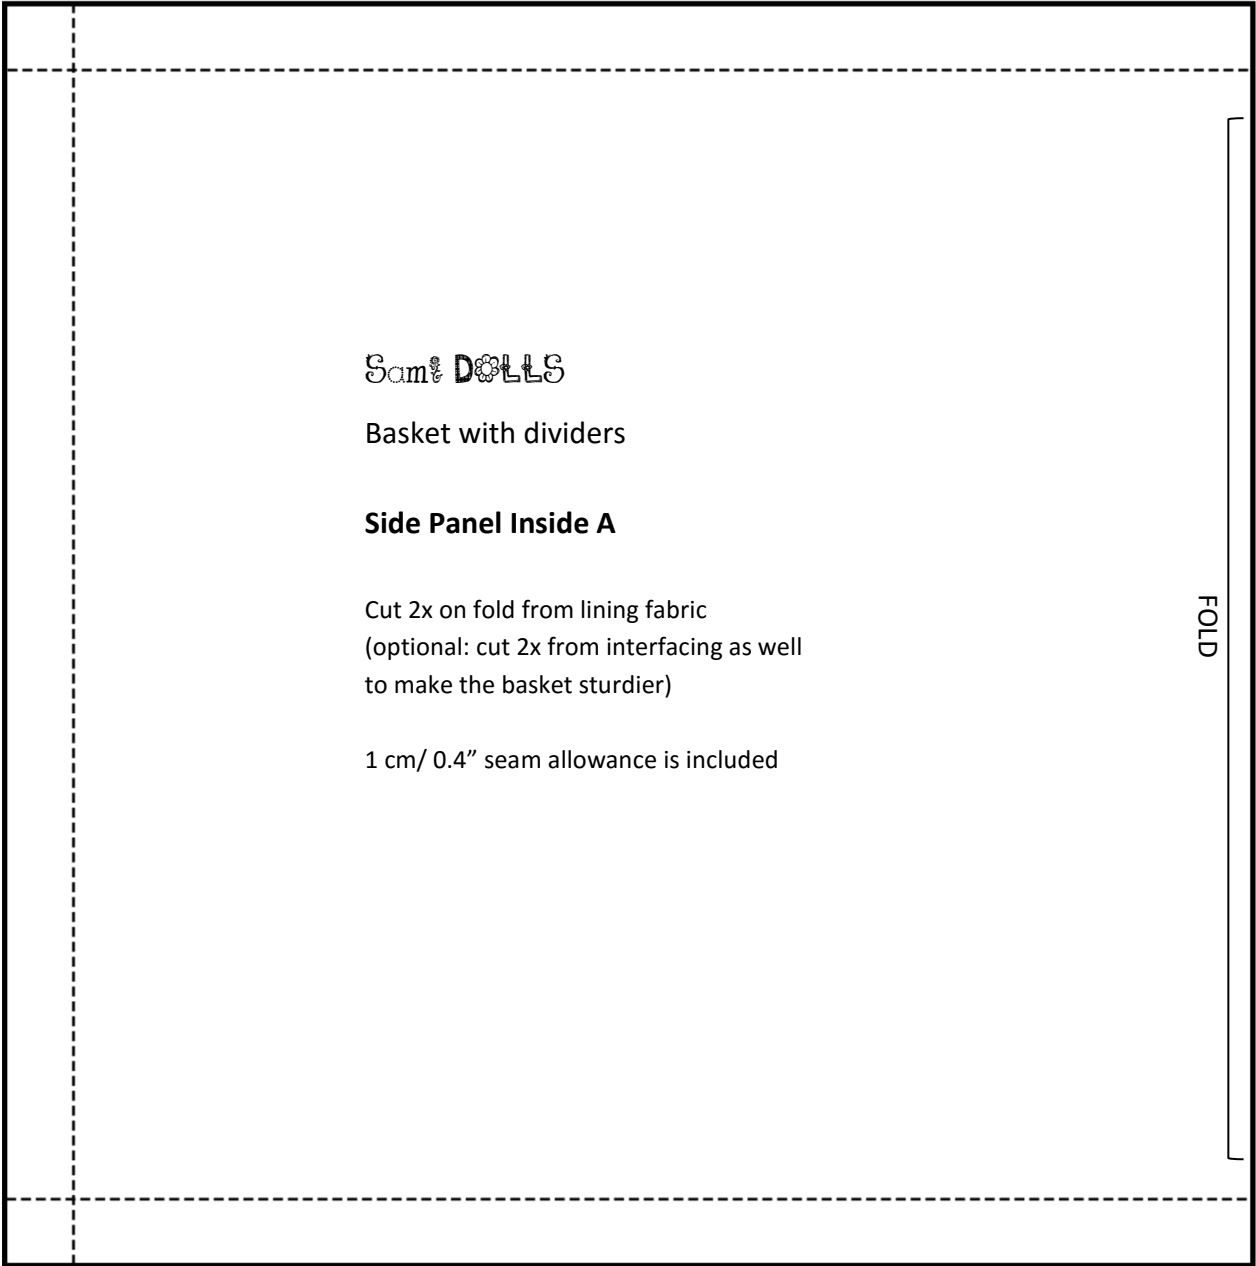 Sami DOLLS
Basket with dividers
Side Panel Inside A
Cut 2x on fold from lining fabric
(optional: cut 2x from interfacing as well
to make the basket sturdier)
1 cm/ 0.4” seam allowance is included
FOLD